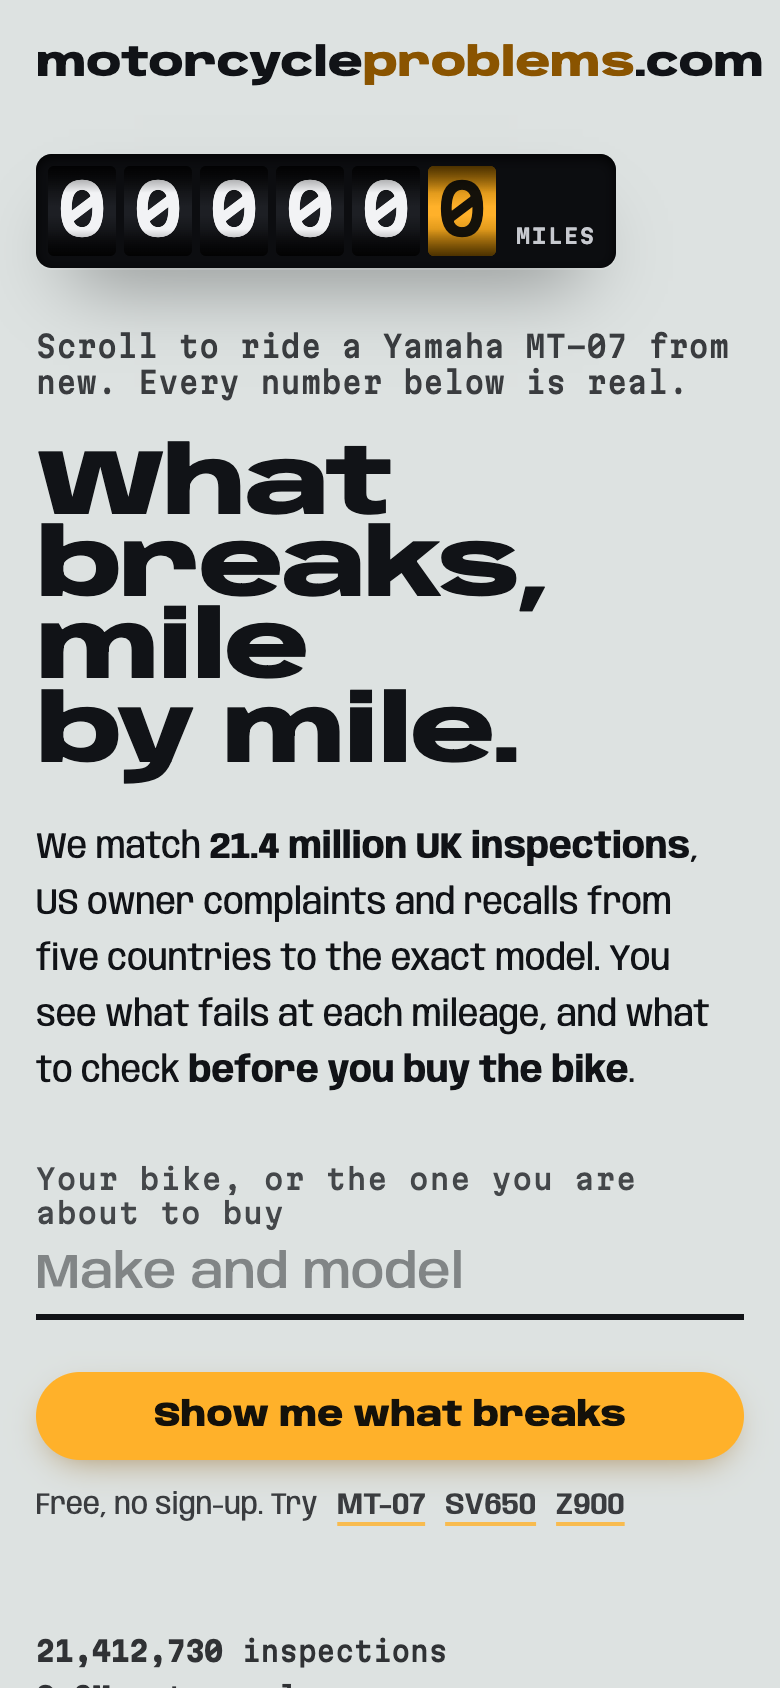 motorcycleproblems.com
000000 MILES
Scroll to ride a Yamaha MT-07 from
new. Every number below is real.
What
breaks,
mile
by mile.
We match 21.4 million UK inspections,
US owner complaints and recalls from
five countries to the exact model. You
see what fails at each mileage, and what
to check before you buy the bike.
Your bike, or the one you are
about to buy
Make and model
Show me what breaks
Free, no sign-up. Try MT-07 SV650 Z900
21,412,730 inspections